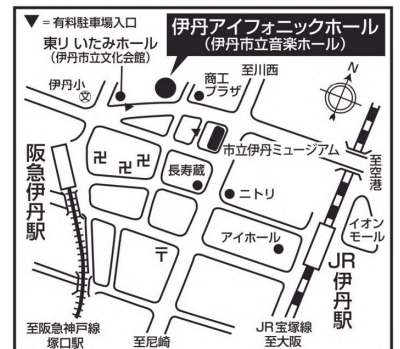 ▼=有料駐車場入口
伊丹アイフォニックホール
(伊丹市立音楽ホール)
東リ いたみホール
(伊丹市立文化会館)
至川西
N
伊丹小
文
商工
プラザ
市立伊丹ミュージアム
至空港
阪急伊丹駅
卍
卍
卍
長寿蔵
ニトリ
アイホール
イオン
モール
〒
JR伊丹駅
至阪急神戸線
塚口駅
至尼崎
JR宝塚線
至大阪